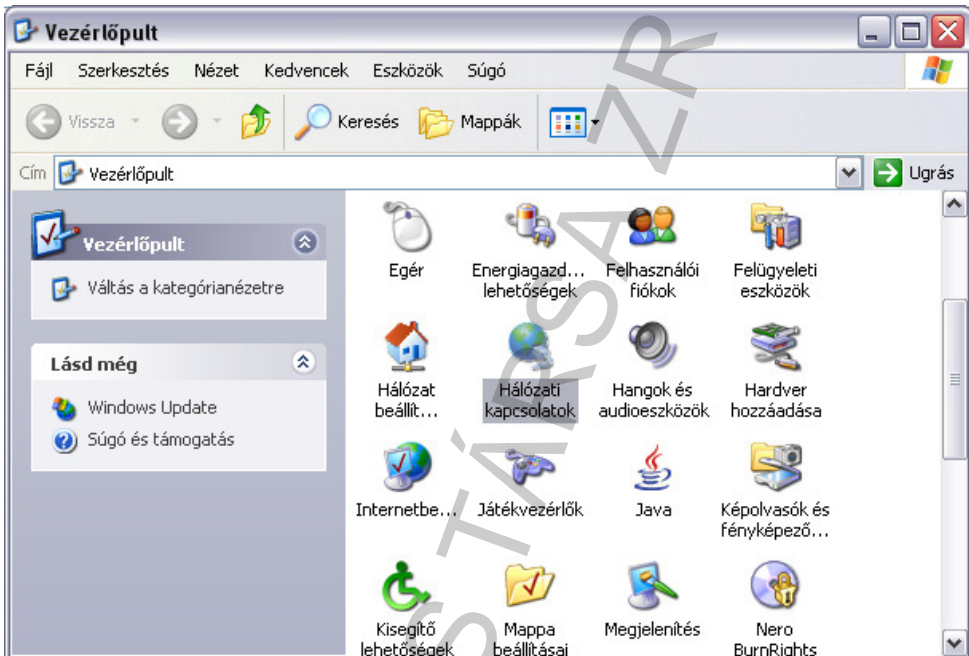 Vezérlőpult
Fájl Szerkesztés Nézet Kedvencek Eszközök Súgó
Vissza Keresés Mappák
Cím Vezérlőpult Ugrás
Vezérlőpult
Váltás a kategórianézetre
Lásd még
Windows Update
Súgó és támogatás
Egér
Energiagazd...
lehetőségek
Felhasználói
fiókok
Felügyeleti
eszközök
Hálózat
beállít...
Hálózati
kapcsolatok
Hangok és
audioeszközök
Hardver
hozzáadása
Internetbe...
Játékvezérlők
Java
Képolvasók és
fényképező...
Kisegítő
lehetőségek
Mappa
beállításai
Megjelenítés
Nero
BurnRights
STÁRSA ZR